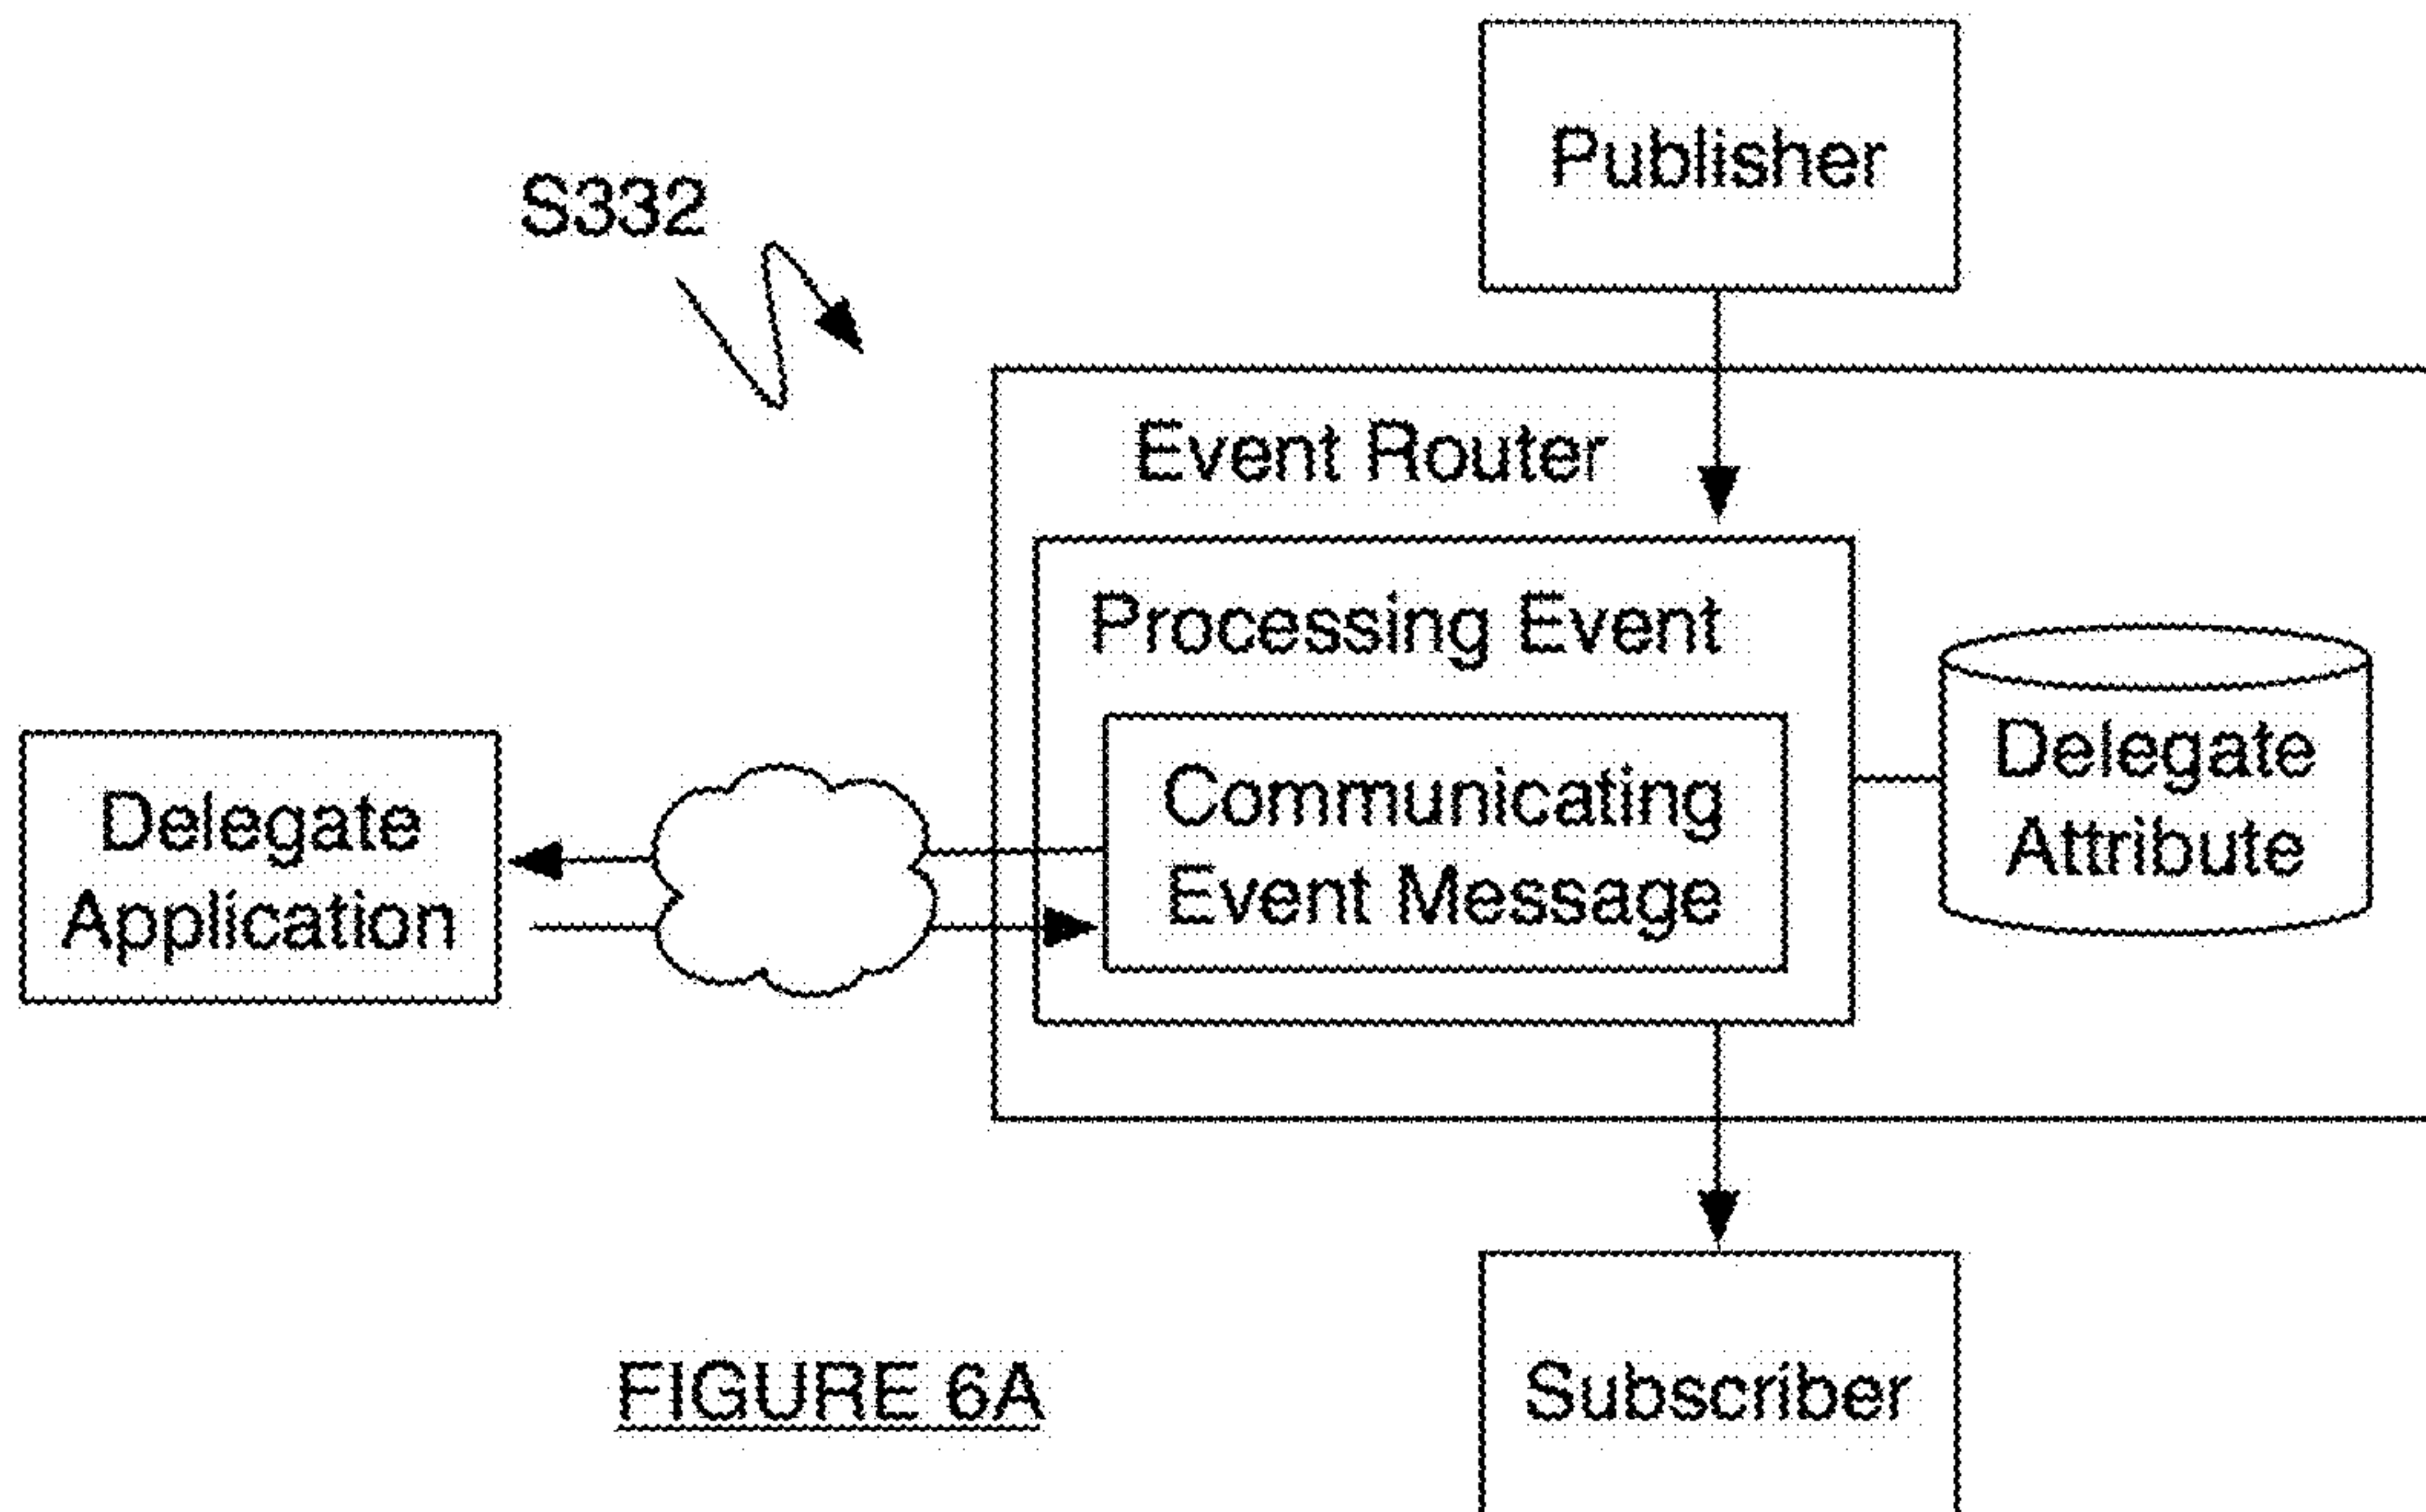 Publisher
S332
Event Router
Processing Event
Communicating
Event Message
Delegate
Attribute
Delegate
Application
Subscriber
FIGURE 6A